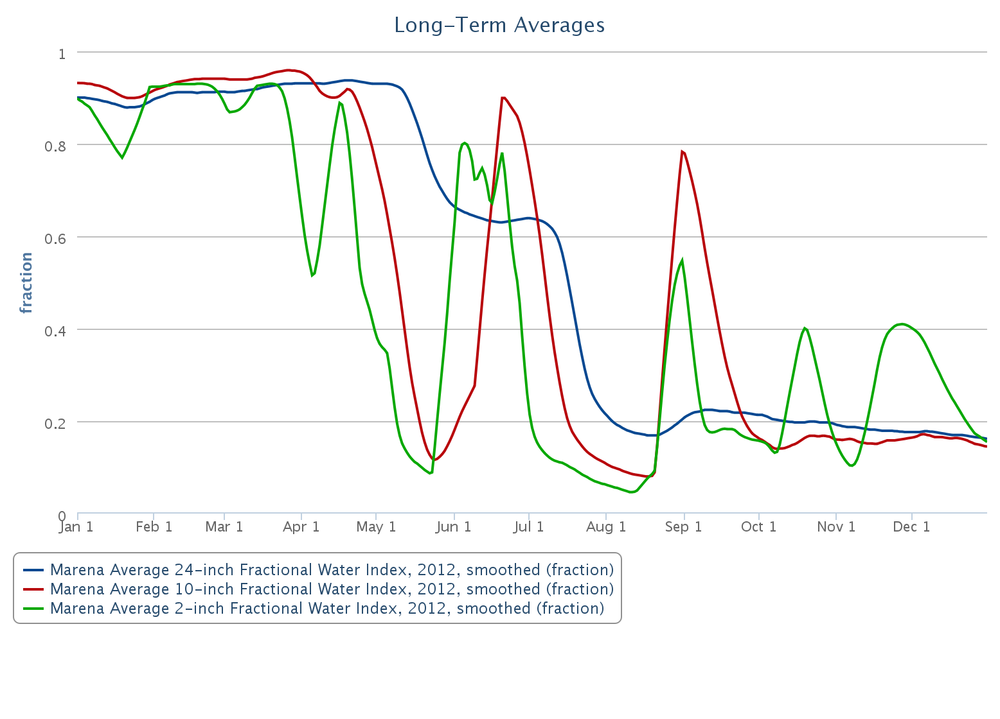 Long-Term Averages
1
0.8
0.6
0.4
0.2
0
fraction
Jan 1 Feb 1 Mar 1 Apr 1 May 1 Jun 1 Jul 1 Aug 1 Sep 1 Oct 1 Nov 1 Dec 1
Marena Average 24-inch Fractional Water Index, 2012, smoothed (fraction)
Marena Average 10-inch Fractional Water Index, 2012, smoothed (fraction)
Marena Average 2-inch Fractional Water Index, 2012, smoothed (fraction)